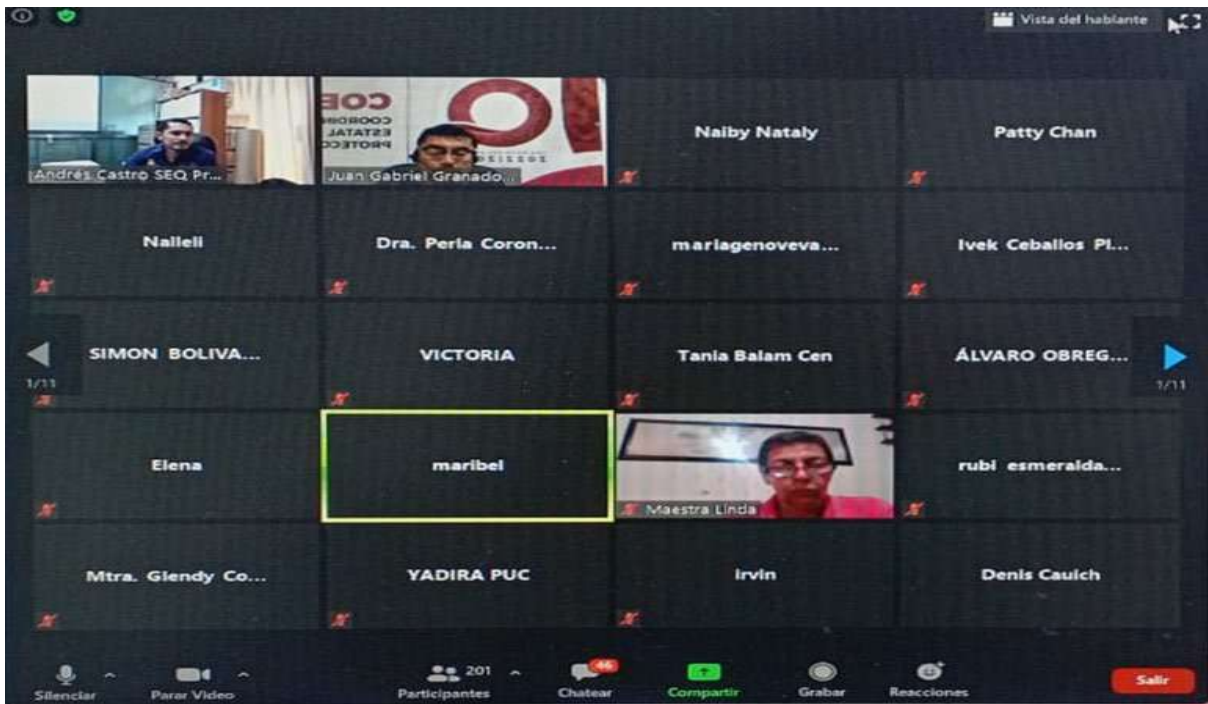 Vista del hablante
COORDI
ESTATAL
PROTECC
Andrés Castro SEQ Pr...
Juan Gabriel Granado...
Naiby Nataly
Patty Chan
Nalleli
Dra. Perla Coron...
mariagenoveva...
Ivek Ceballos Pl...
SIMON BOLIVA...
VICTORIA
Tania Balam Cen
ÁLVARO OBREG...
1/11
1/11
Elena
maribel
Maestra Linda
rubi esmeralda...
Mtra. Glendy Co...
YADIRA PUC
irvin
Denis Cauich
Silenciar
Parar Video
201
Participantes
46
Chatear
Compartir
Grabar
Reacciones
Salir